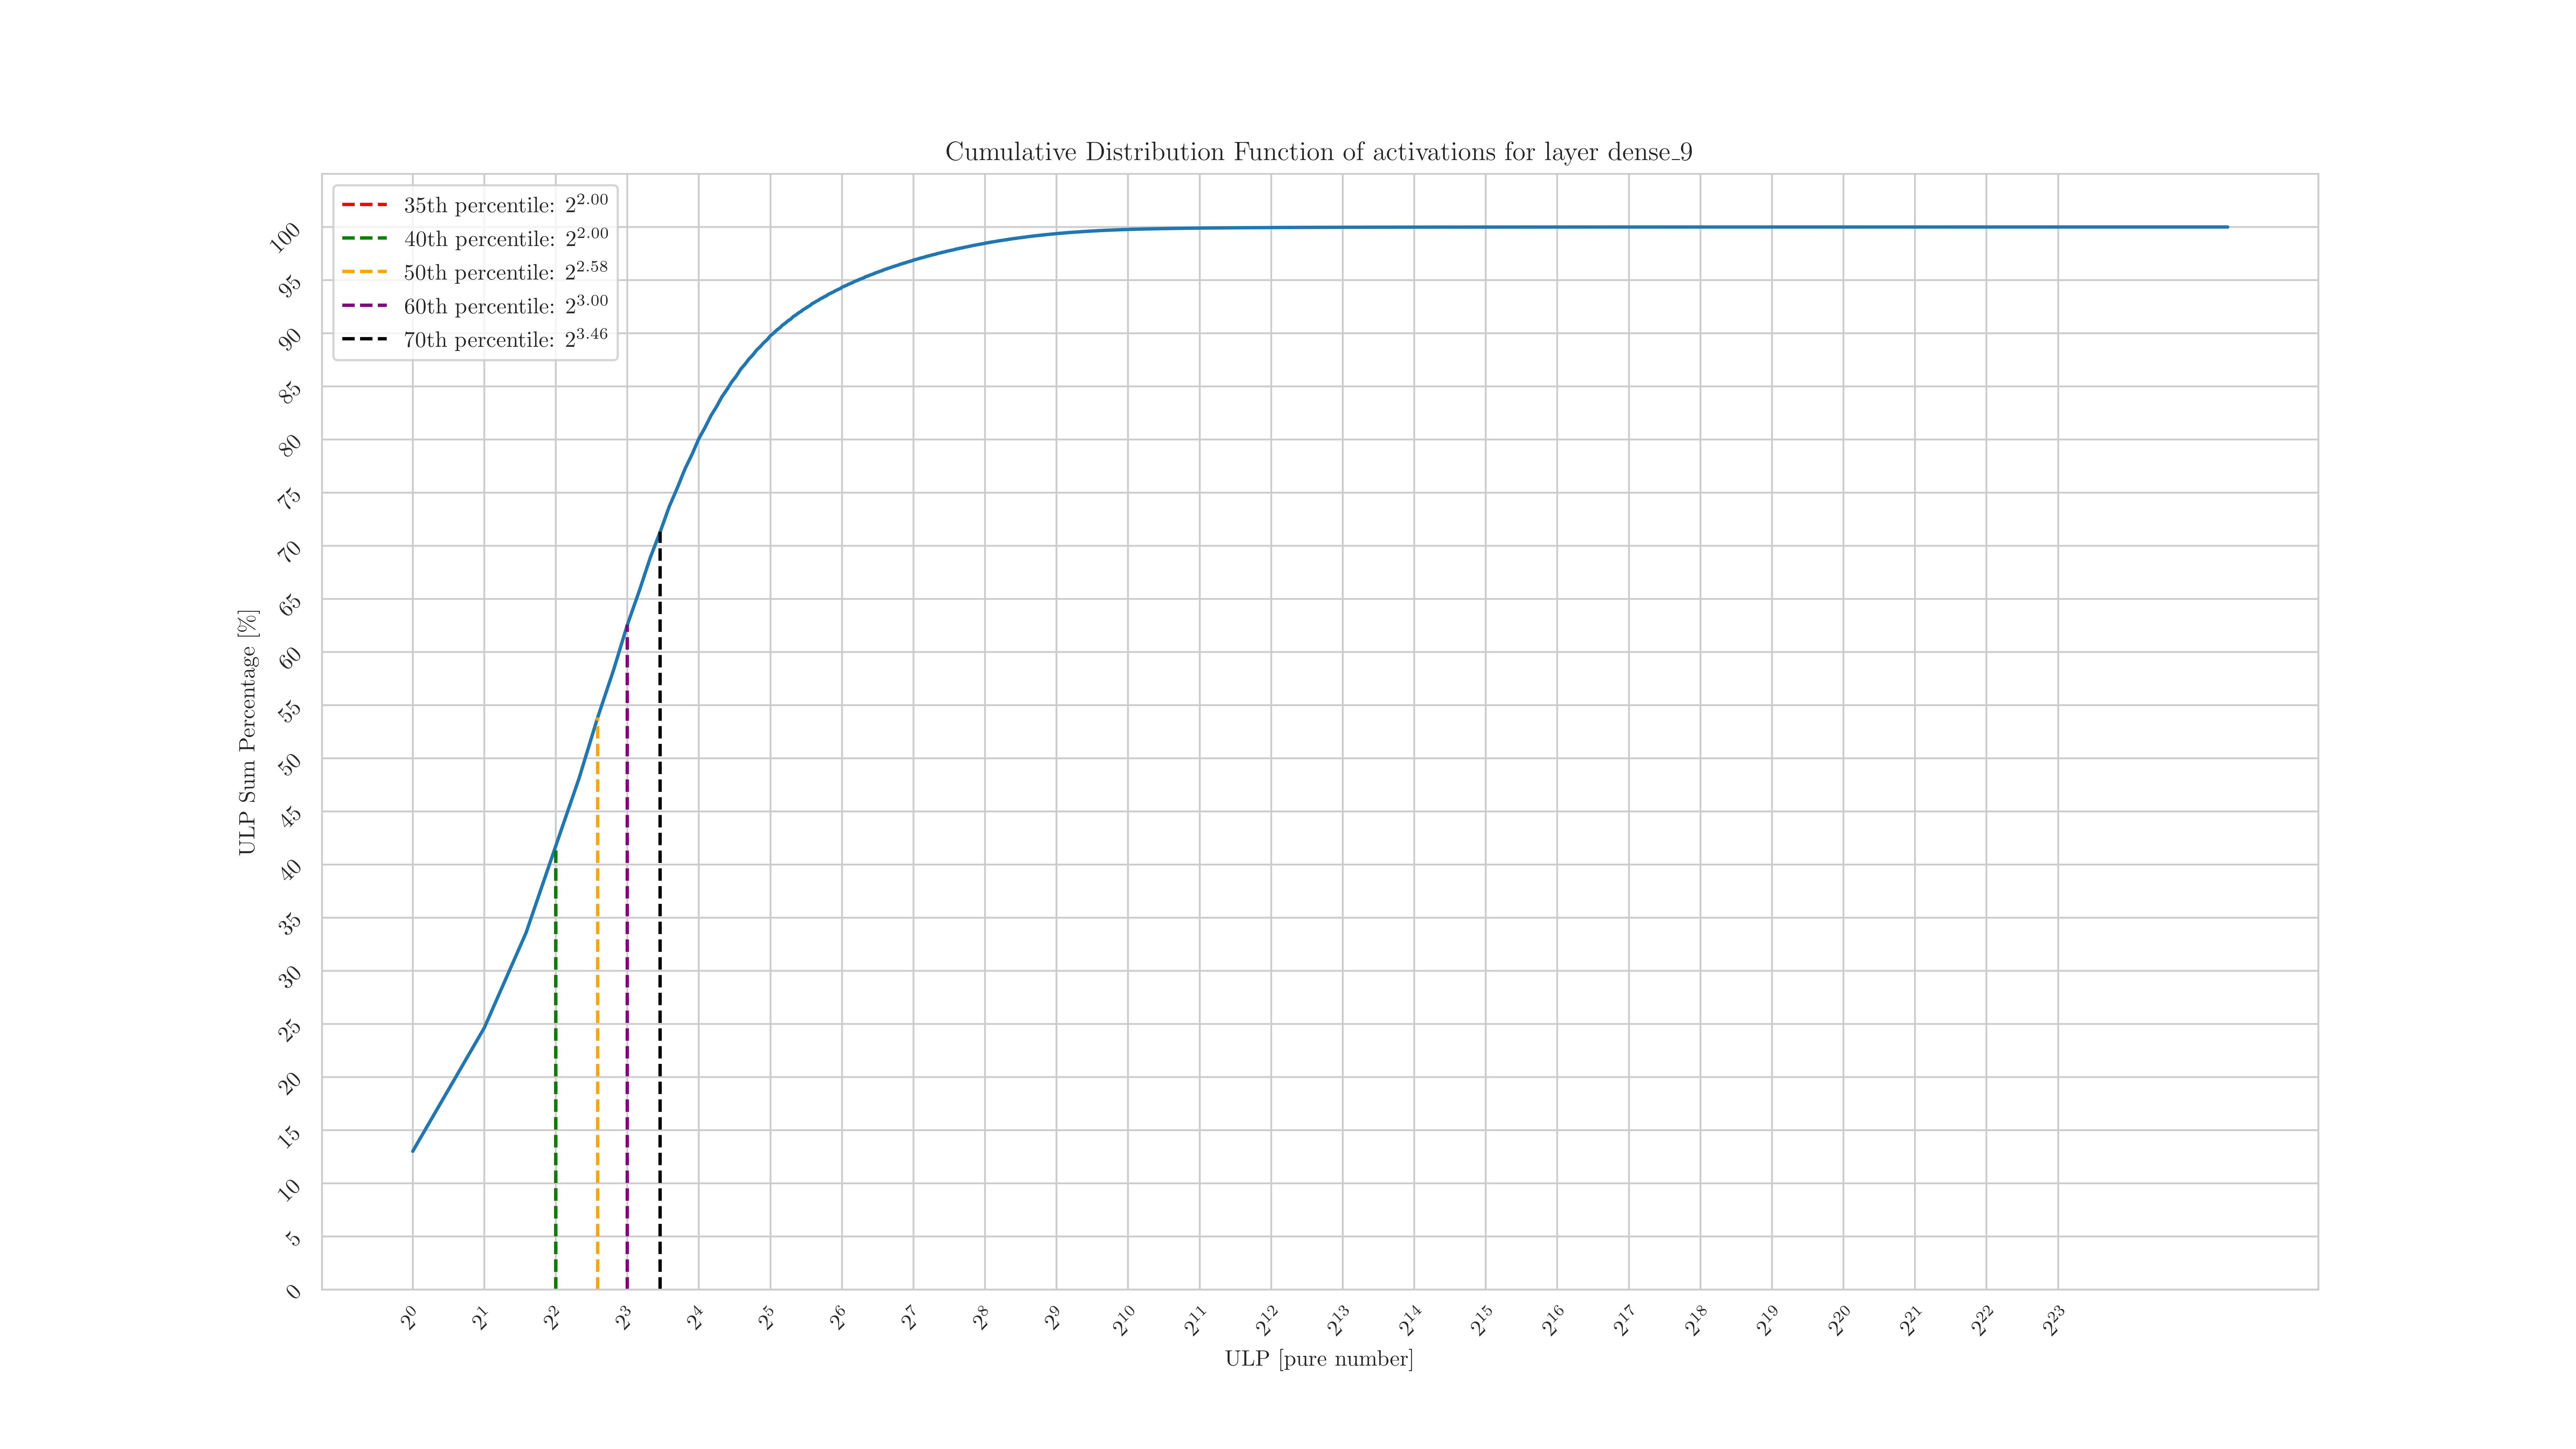 Cumulative Distribution Function of activations for layer dense_9
35th percentile: 2^2.00
40th percentile: 2^2.00
50th percentile: 2^2.58
60th percentile: 2^3.00
70th percentile: 2^3.46
ULP Sum Percentage [%]
100
95
90
85
80
75
70
65
60
55
50
45
40
35
30
25
20
15
10
5
0
2^0 2^1 2^2 2^3 2^4 2^5 2^6 2^7 2^8 2^9 2^10 2^11 2^12 2^13 2^14 2^15 2^16 2^17 2^18 2^19 2^20 2^21 2^22 2^23
ULP [pure number]